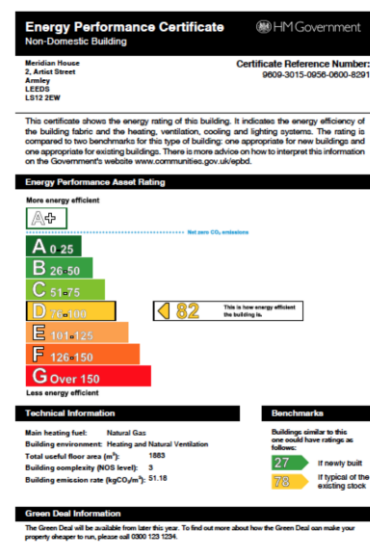 Energy Performance Certificate
Non-Domestic Building
HM Government
Meridian House
2, Artist Street
Armley
LEEDS
LS12 2EW
Certificate Reference Number:
9609-3015-0956-0600-8291
This certificate shows the energy rating of this building. It indicates the energy efficiency of
the building fabric and the heating, ventilation, cooling and lighting systems. The rating is
compared to two benchmarks for this type of building: one appropriate for new buildings and
one appropriate for existing buildings. There is more advice on how to interpret this information
on the Government's website www.communities.gov.uk/epbd.
Energy Performance Asset Rating
More energy efficient
A+
Net zero CO₂ emissions
A 0-25
B 26-50
C 51-75
D 76-100
82
This is how energy efficient
the building is.
E 101-125
F 126-150
G Over 150
Less energy efficient
Technical Information
Main heating fuel: Natural Gas
Building environment: Heating and Natural Ventilation
Total useful floor area (m²): 1883
Building complexity (NOS level): 3
Building emission rate (kgCO₂/m²): 51.18
Benchmarks
Buildings similar to this
one could have ratings as
follows:
27 If newly built
78 If typical of the
existing stock
Green Deal Information
The Green Deal will be available from later this year. To find out more about how the Green Deal can make your
property cheaper to run, please call 0300 123 1234.